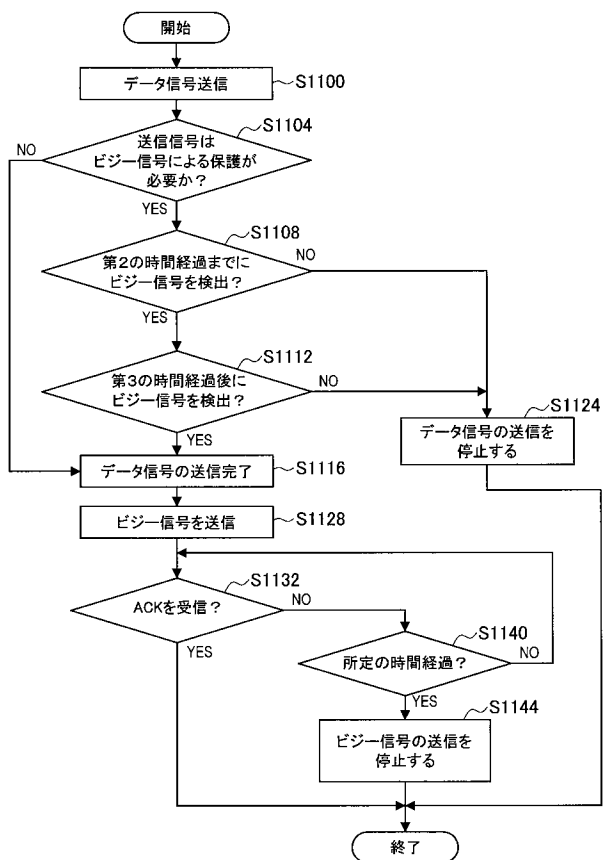 開始
データ信号送信
S1100
S1104
送信信号は
ビジー信号による保護が
必要か?
NO
YES
S1108
第2の時間経過までに
ビジー信号を検出?
NO
YES
S1112
第3の時間経過後に
ビジー信号を検出?
NO
YES
S1124
データ信号の送信を
停止する
データ信号の送信完了
S1116
ビジー信号を送信
S1128
S1132
ACKを受信?
NO
YES
S1140
所定の時間経過?
NO
YES
S1144
ビジー信号の送信を
停止する
終了